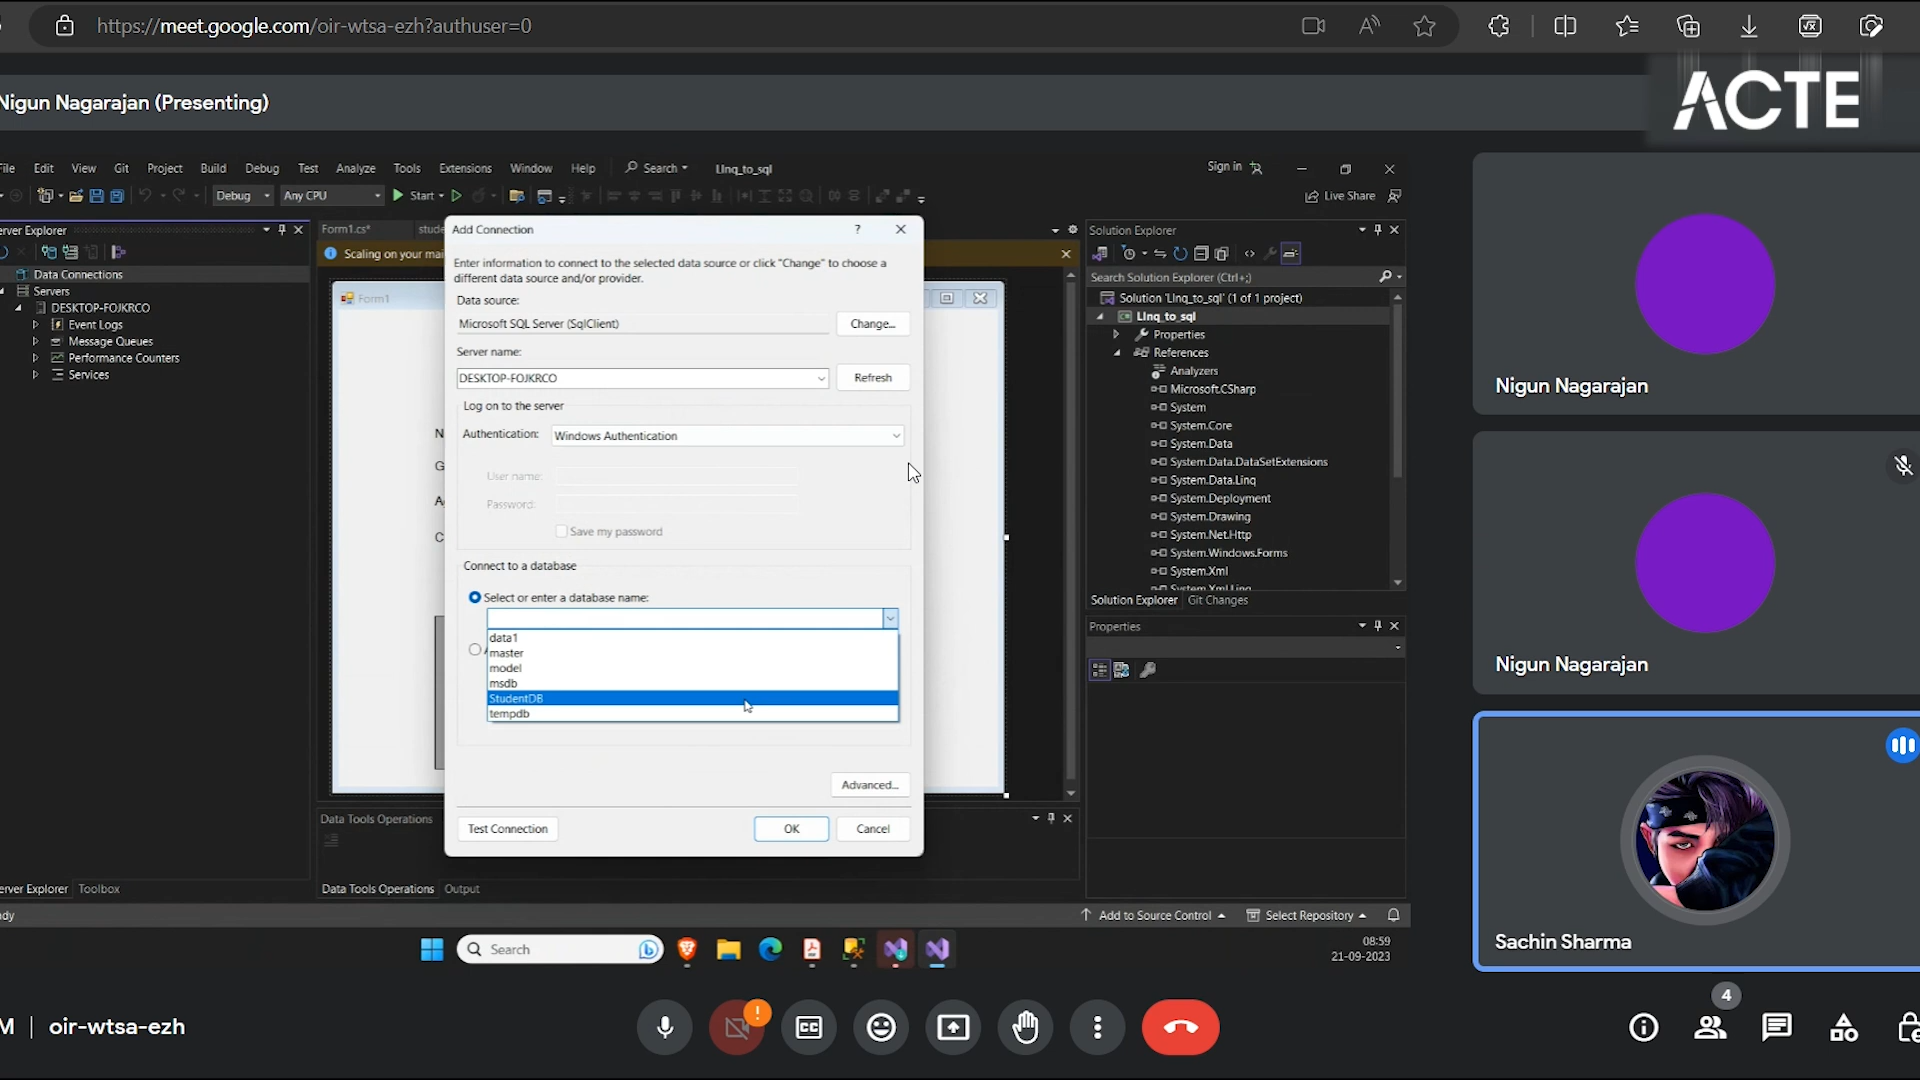 https://meet.google.com/oir-wtsa-ezh?authuser=0
ACTE
Nigun Nagarajan (Presenting)
File Edit View Git Project Build Debug Test Analyze Tools Extensions Window Help Search LInq_to_sql Sign in
Debug Any CPU Start Live Share
erver Explorer
Data Connections
Servers
DESKTOP-FOJKRCO
Event Logs
Message Queues
Performance Counters
Services
Form1.cs*
stude
Scaling on your mai
Form1
N
G
A
C
Add Connection ?
Enter information to connect to the selected data source or click "Change" to choose a
different data source and/or provider.
Data source:
Microsoft SQL Server (SqlClient) Change...
Server name:
DESKTOP-FOJKRCO Refresh
Log on to the server
Authentication: Windows Authentication
User name:
Password:
Save my password
Connect to a database
Select or enter a database name:
data1
master
model
msdb
StudentDB
tempdb
Advanced...
Test Connection OK Cancel
Data Tools Operations
Data Tools Operations Output
erver Explorer Toolbox
Solution Explorer
Search Solution Explorer (Ctrl+;)
Solution 'LInq_to_sql' (1 of 1 project)
LInq_to_sql
Properties
References
Analyzers
Microsoft.CSharp
System
System.Core
System.Data
System.Data.DataSetExtensions
System.Data.Linq
System.Deployment
System.Drawing
System.Net.Http
System.Windows.Forms
System.Xml
System.Xml.Linq
Solution Explorer Git Changes
Properties
dy
Add to Source Control Select Repository
Search
08:59
21-09-2023
Nigun Nagarajan
Nigun Nagarajan
Sachin Sharma
M | oir-wtsa-ezh
CC
4